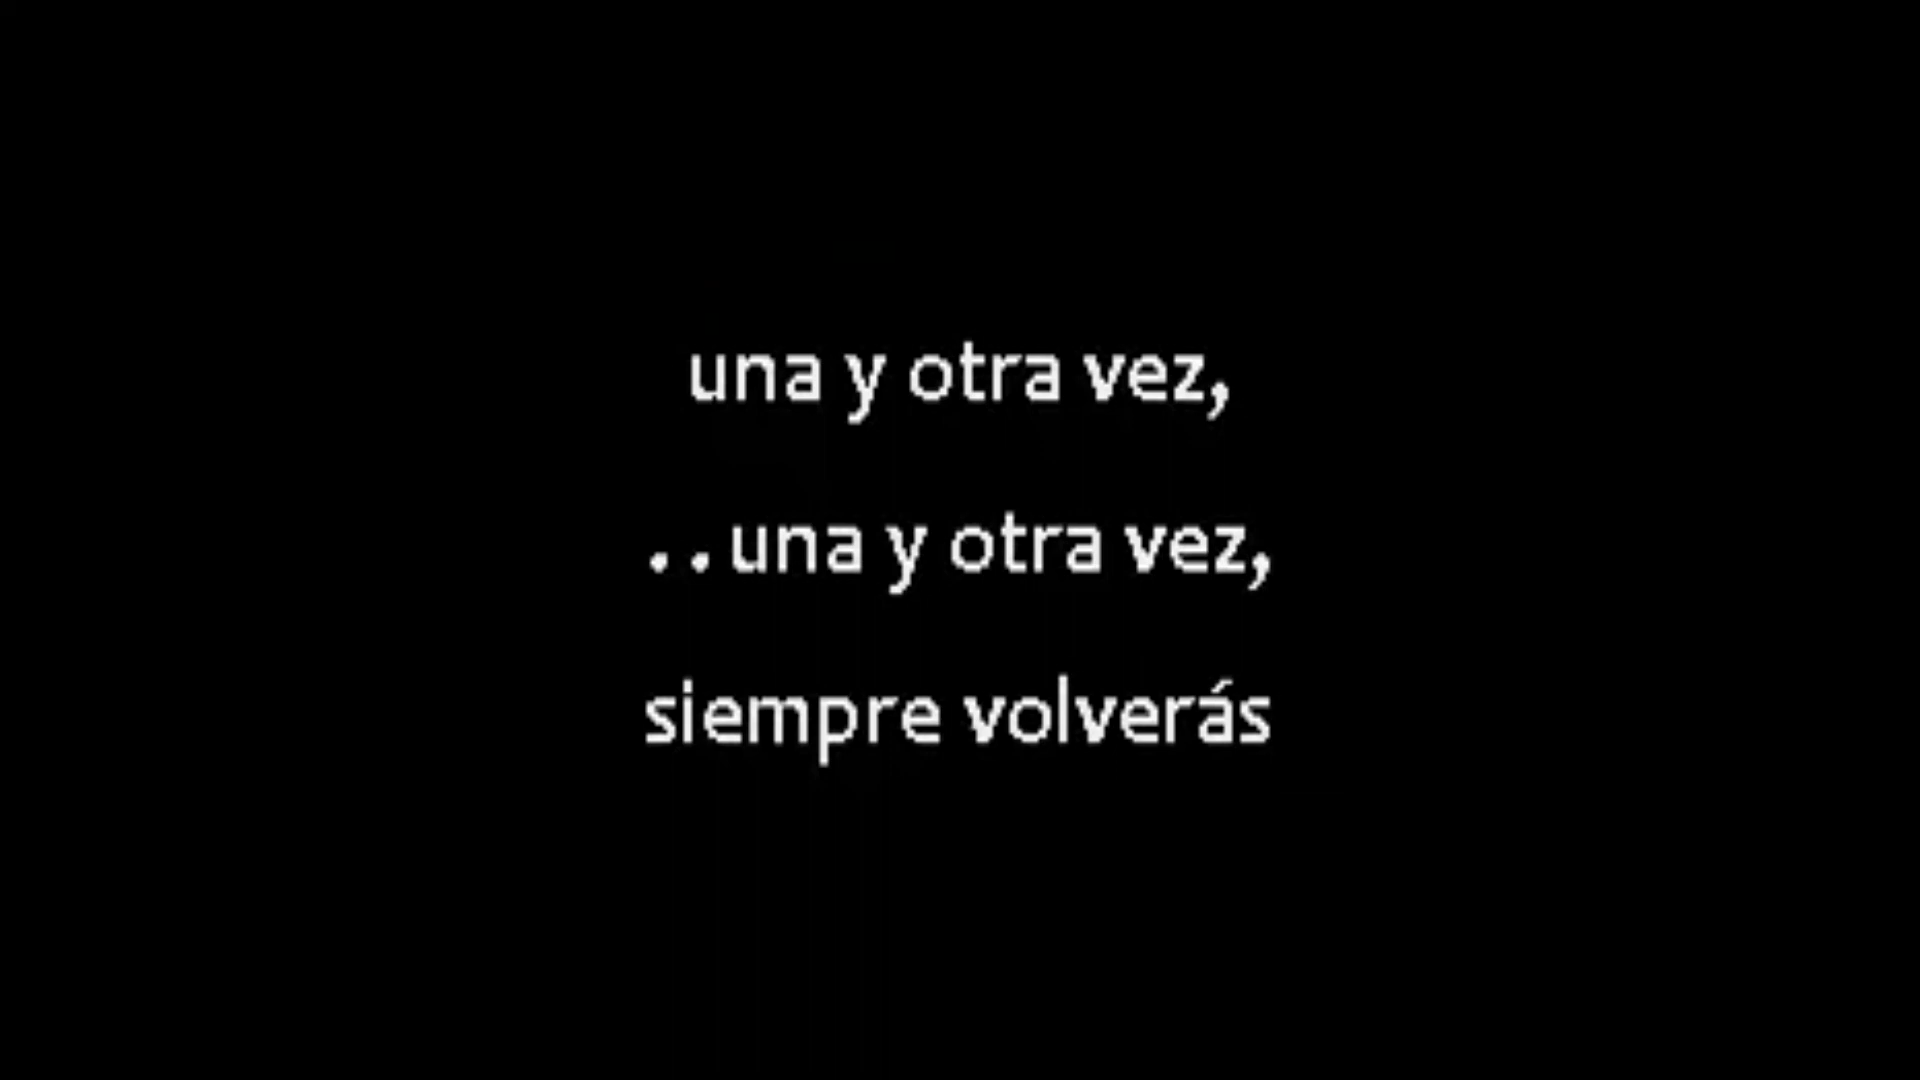 una y otra vez,
..una y otra vez,
siempre volverás